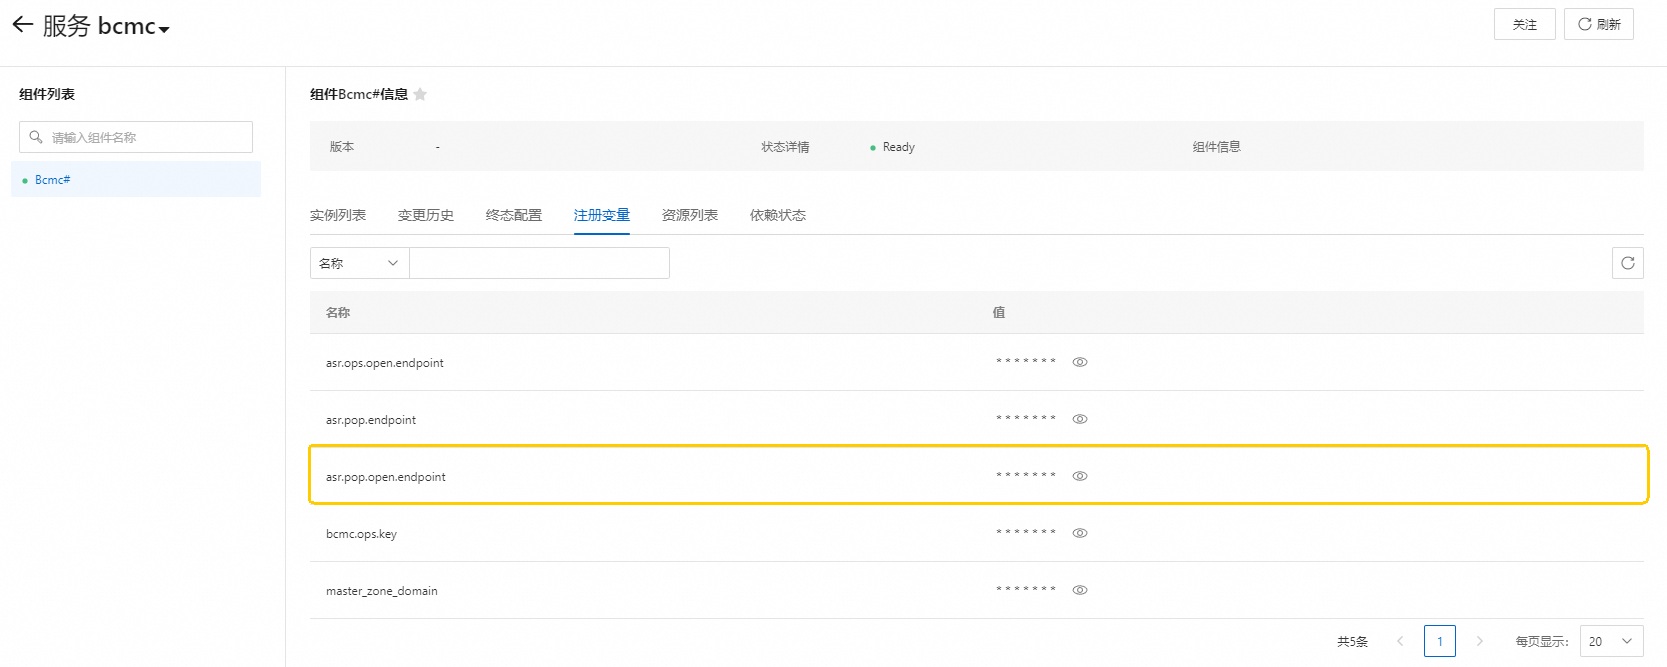 服务 bcmc
关注
刷新
组件列表
请输入组件名称
Bcmc#
组件Bcmc#信息
版本 - 状态详情 Ready 组件信息
实例列表 变更历史 终态配置 注册变量 资源列表 依赖状态
名称
名称 值
asr.ops.open.endpoint *******
asr.pop.endpoint *******
asr.pop.open.endpoint *******
bcmc.ops.key *******
master_zone_domain *******
共5条 < 1 > 每页显示: 20